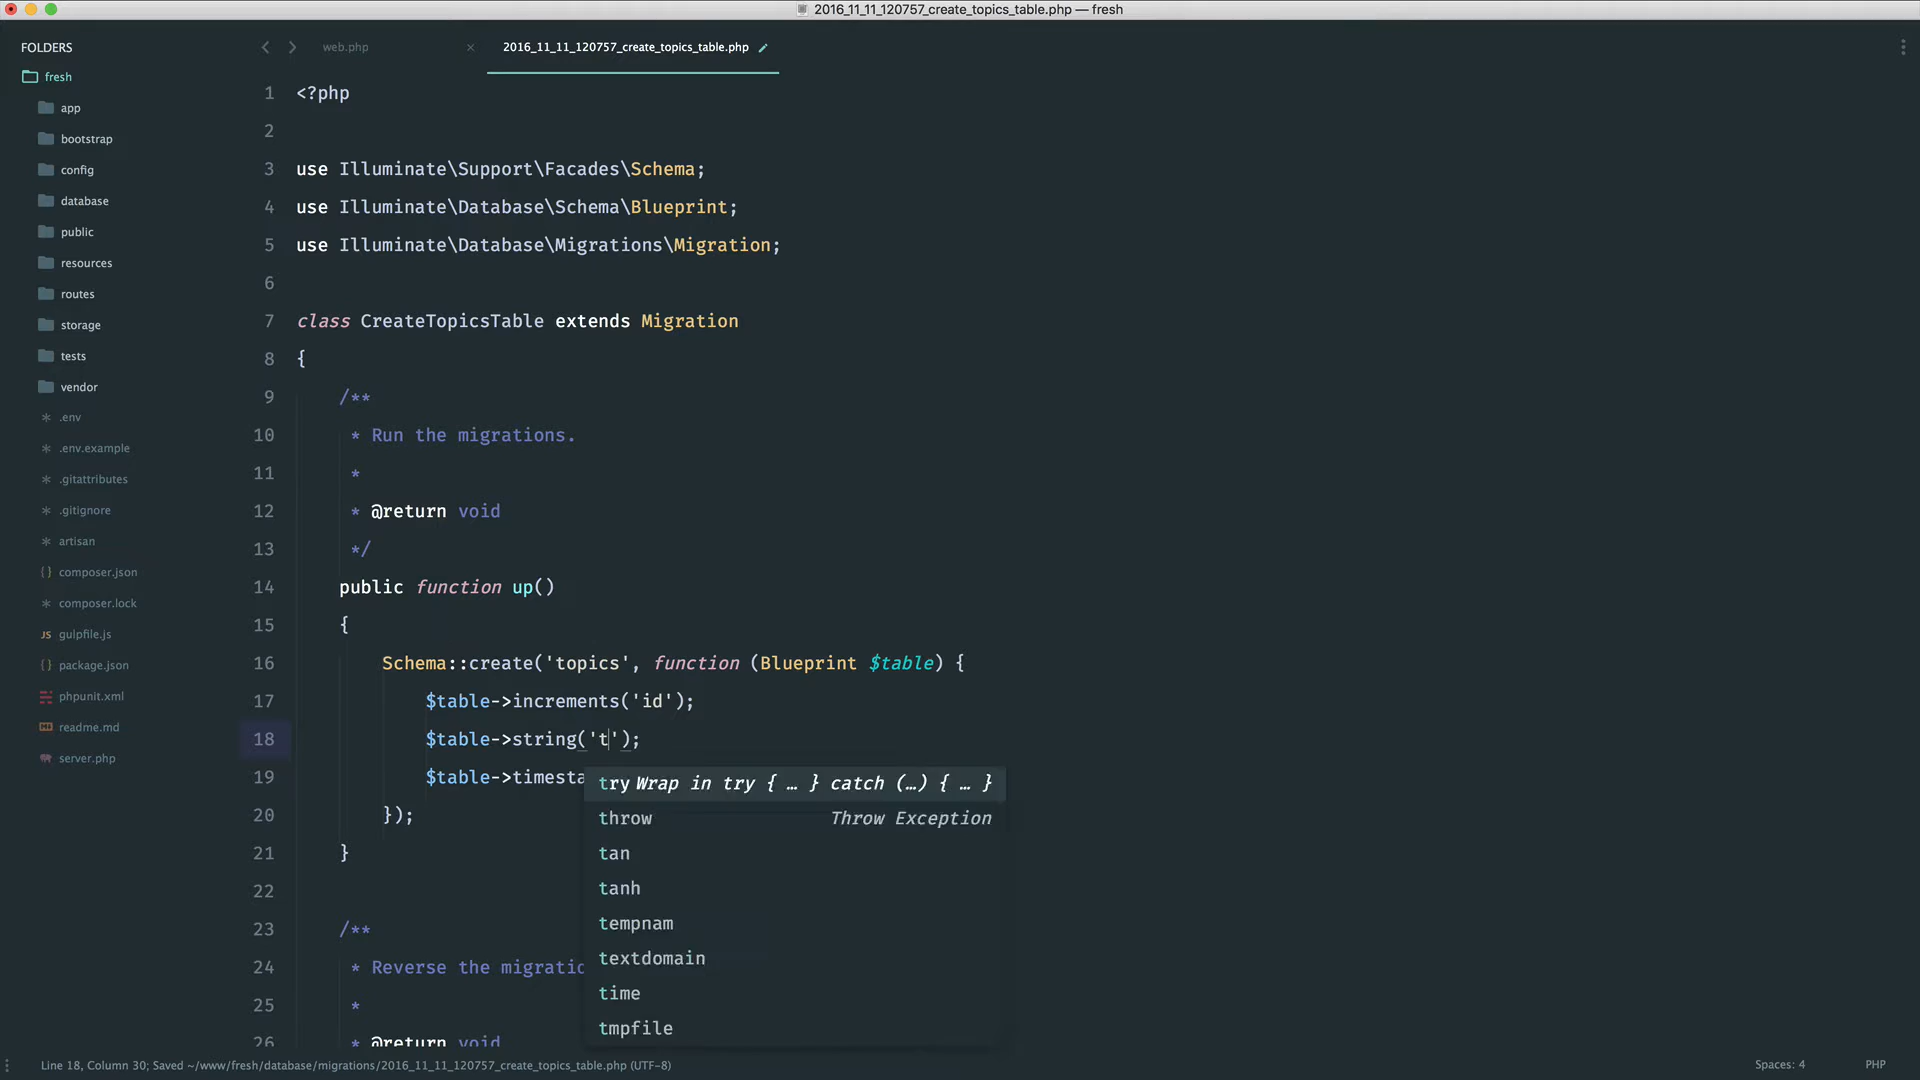 2016_11_11_120757_create_topics_table.php — fresh
FOLDERS
fresh
app
bootstrap
config
database
public
resources
routes
storage
tests
vendor
.env
.env.example
.gitattributes
.gitignore
artisan
composer.json
composer.lock
JS gulpfile.js
package.json
phpunit.xml
readme.md
server.php
web.php ×
2016_11_11_120757_create_topics_table.php
1 <?php
2
3 use Illuminate\Support\Facades\Schema;
4 use Illuminate\Database\Schema\Blueprint;
5 use Illuminate\Database\Migrations\Migration;
6
7 class CreateTopicsTable extends Migration
8 {
9 /**
10 * Run the migrations.
11 *
12 * @return void
13 */
14 public function up()
15 {
16 Schema::create('topics', function (Blueprint $table) {
17 $table->increments('id');
18 $table->string('t');
19 $table->timesta
20 });
21 }
22
23 /**
24 * Reverse the migratio
25 *
26 * @return void
try Wrap in try { … } catch (…) { … }
throw Throw Exception
tan
tanh
tempnam
textdomain
time
tmpfile
Line 18, Column 30; Saved ~/www/fresh/database/migrations/2016_11_11_120757_create_topics_table.php (UTF-8)
Spaces: 4
PHP